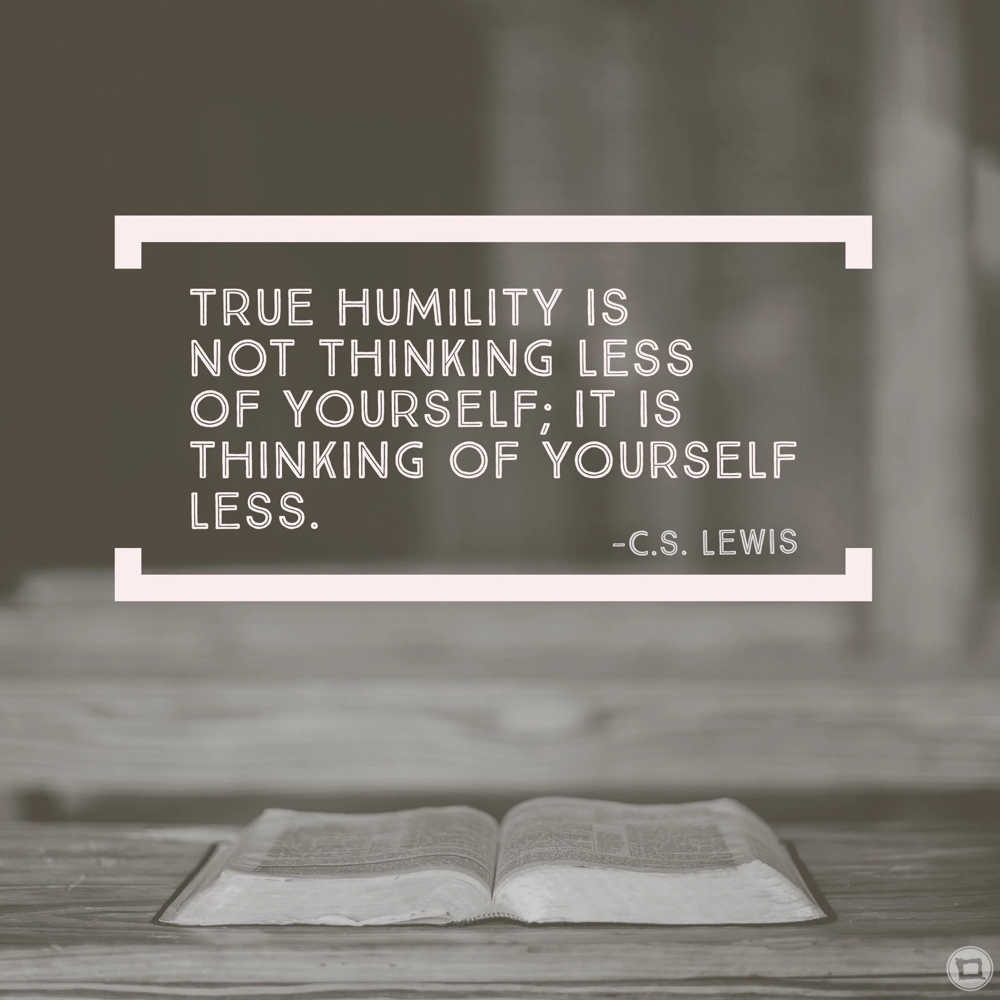 TRUE HUMILITY IS
NOT THINKING LESS
OF YOURSELF; IT IS
THINKING OF YOURSELF
LESS.
-C.S. LEWIS